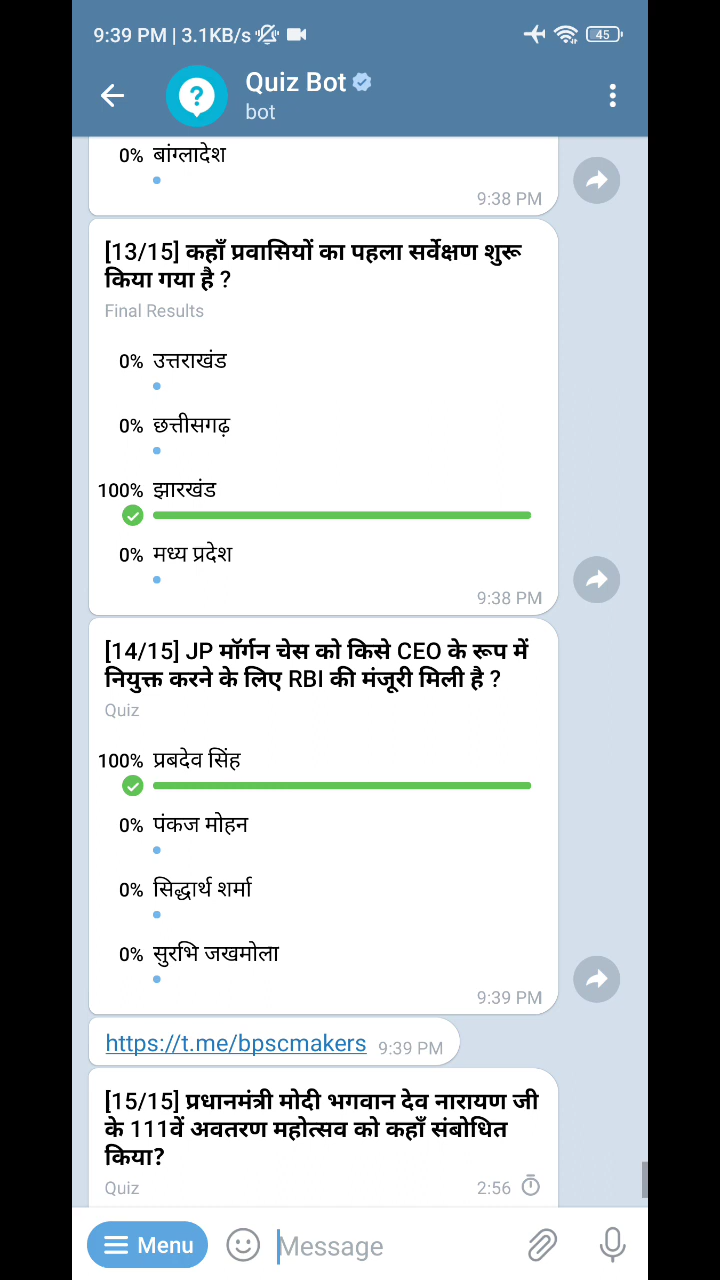 9:39 PM | 3.1KB/s
45
Quiz Bot
bot
0% बांग्लादेश
9:38 PM
[13/15] कहाँ प्रवासियों का पहला सर्वेक्षण शुरू
किया गया है ?
Final Results
0% उत्तराखंड
0% छत्तीसगढ़
100% झारखंड
0% मध्य प्रदेश
9:38 PM
[14/15] JP मॉर्गन चेस को किसे CEO के रूप में
नियुक्त करने के लिए RBI की मंजूरी मिली है ?
Quiz
100% प्रबदेव सिंह
0% पंकज मोहन
0% सिद्धार्थ शर्मा
0% सुरभि जखमोला
9:39 PM
https://t.me/bpscmakers 9:39 PM
[15/15] प्रधानमंत्री मोदी भगवान देव नारायण जी
के 111वें अवतरण महोत्सव को कहाँ संबोधित
किया?
Quiz 2:56
Menu Message